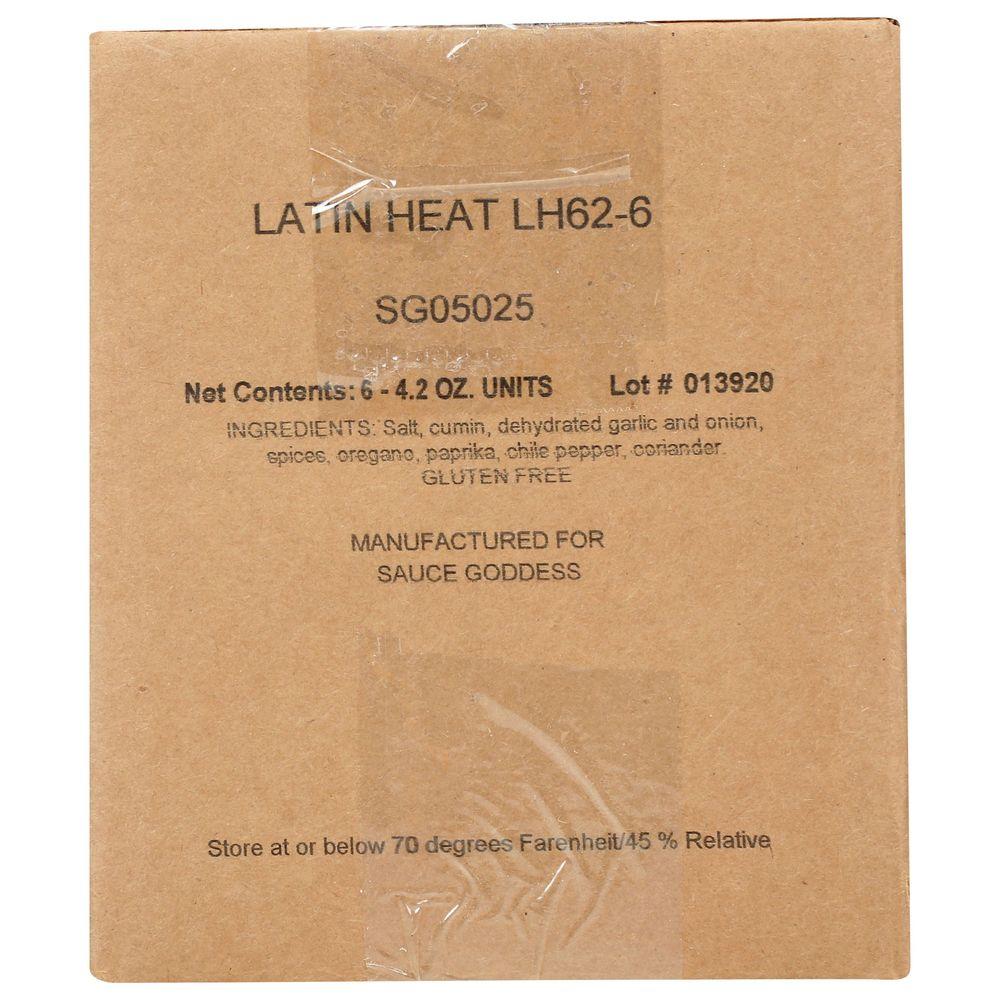 LATIN HEAT LH62-6
SG05025
Net Contents: 6 - 4.2 OZ. UNITS Lot # 013920
INGREDIENTS: Salt, cumin, dehydrated garlic and onion,
spices, oregano, paprika, chile pepper, coriander.
GLUTEN FREE
MANUFACTURED FOR
SAUCE GODDESS
Store at or below 70 degrees Farenheit/45 % Relative